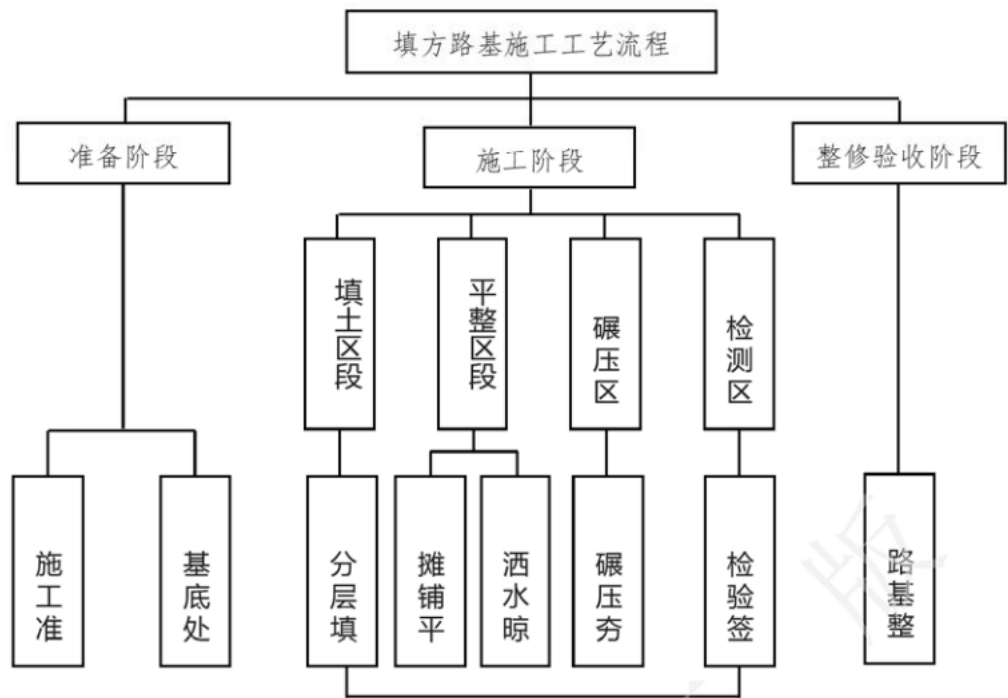 填方路基施工工艺流程
准备阶段
施工阶段
整修验收阶段
填土区段
平整区段
碾压区
检测区
施工准
基底处
分层填
摊铺平
洒水晾
碾压夯
检验签
路基整
版